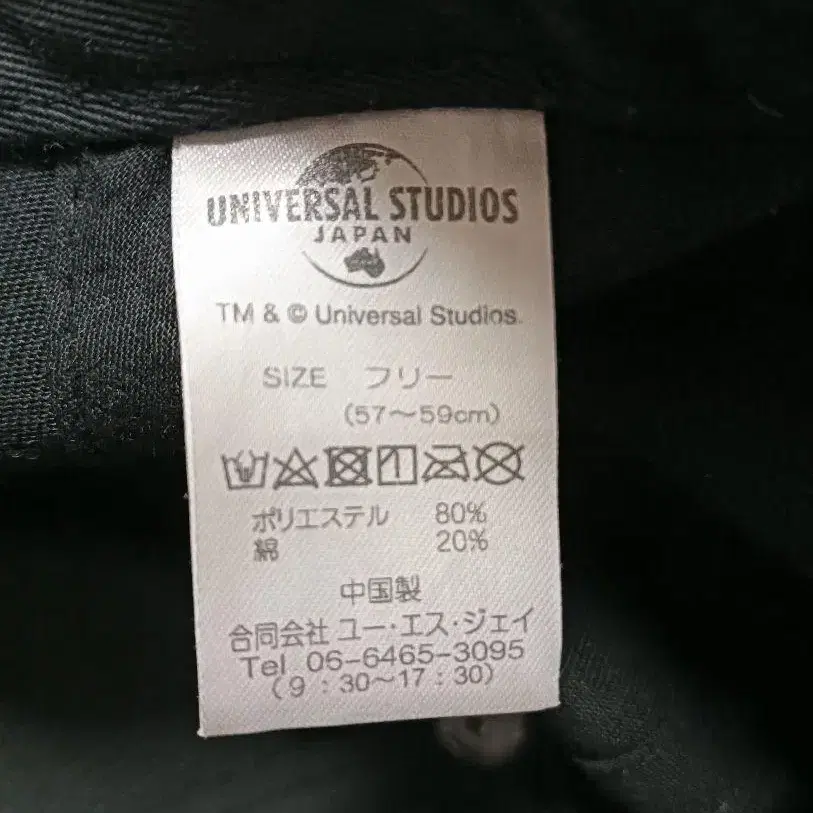 UNIVERSAL STUDIOS
JAPAN
TM & © Universal Studios.
SIZE フリー
(57〜59cm)
ポリエステル 80%
綿 20%
中国製
合同会社 ユー・エス・ジェイ
Tel 06-6465-3095
(9:30〜17:30)